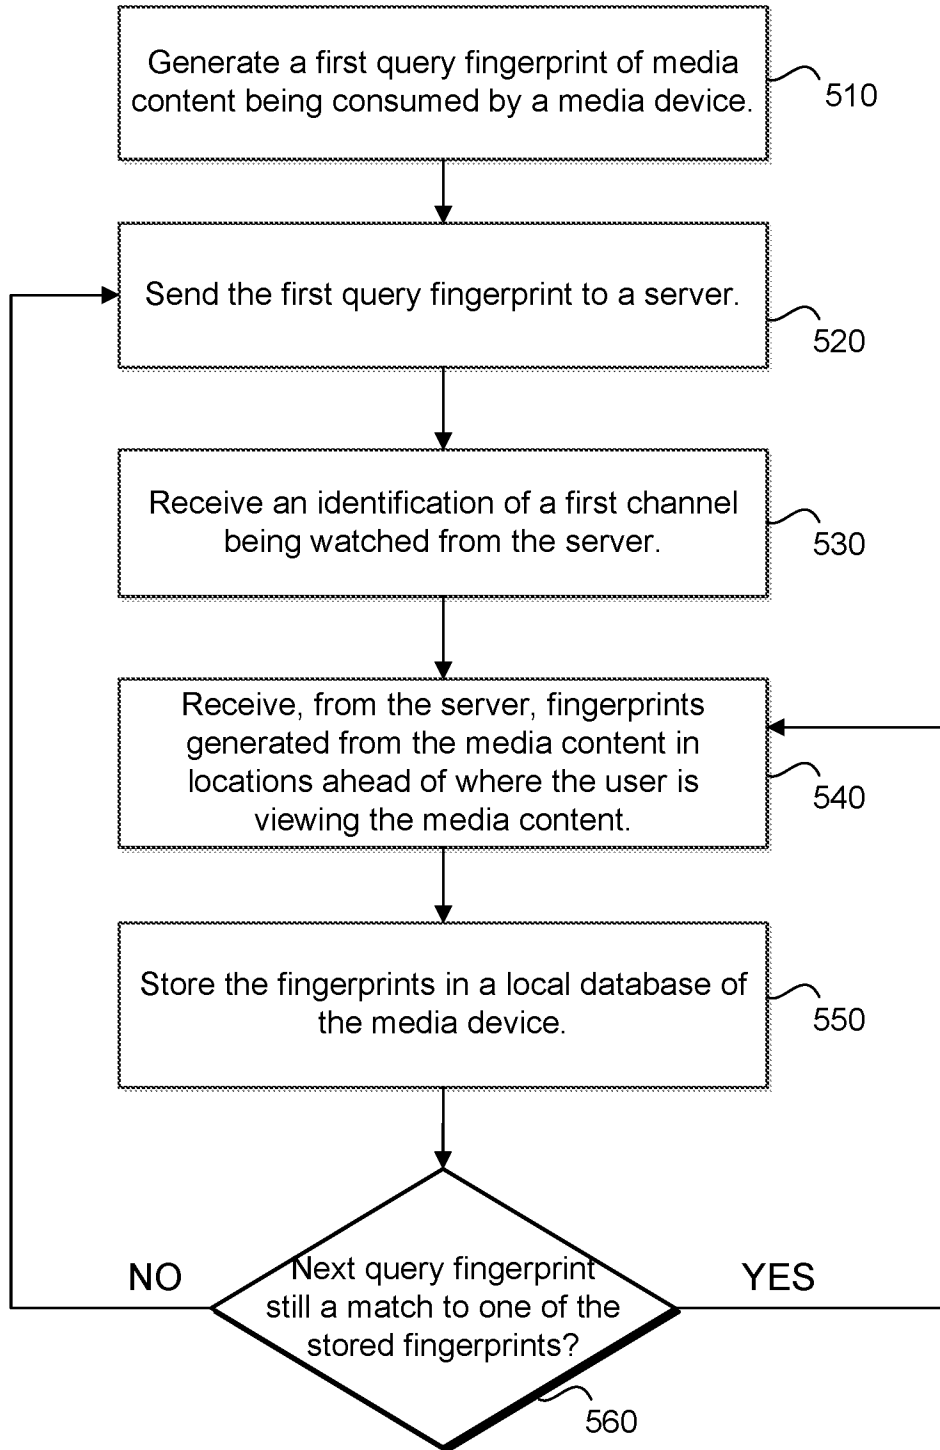 Generate a first query fingerprint of media
content being consumed by a media device.
510
Send the first query fingerprint to a server.
520
Receive an identification of a first channel
being watched from the server.
530
Receive, from the server, fingerprints
generated from the media content in
locations ahead of where the user is
viewing the media content.
540
Store the fingerprints in a local database of
the media device.
550
NO
Next query fingerprint
still a match to one of the
stored fingerprints?
YES
560